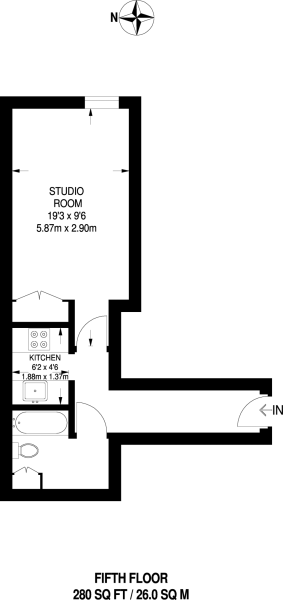 N
STUDIO
ROOM
19'3 x 9'6
5.87m x 2.90m
KITCHEN
6'2 x 4'6
1.88m x 1.37m
IN
FIFTH FLOOR
280 SQ FT / 26.0 SQ M